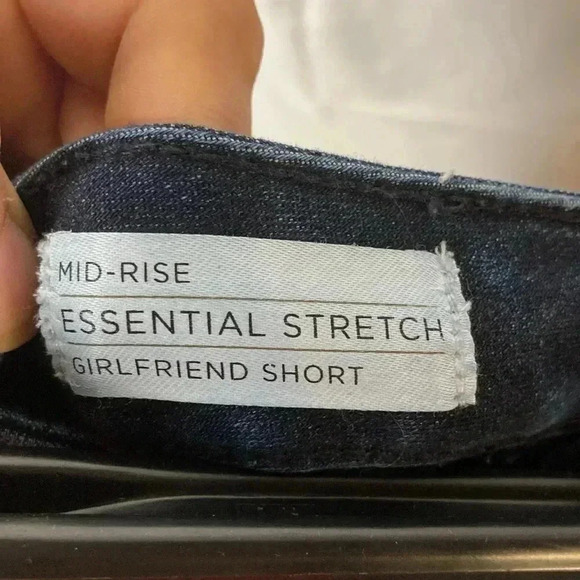 MID-RISE
ESSENTIAL STRETCH
GIRLFRIEND SHORT